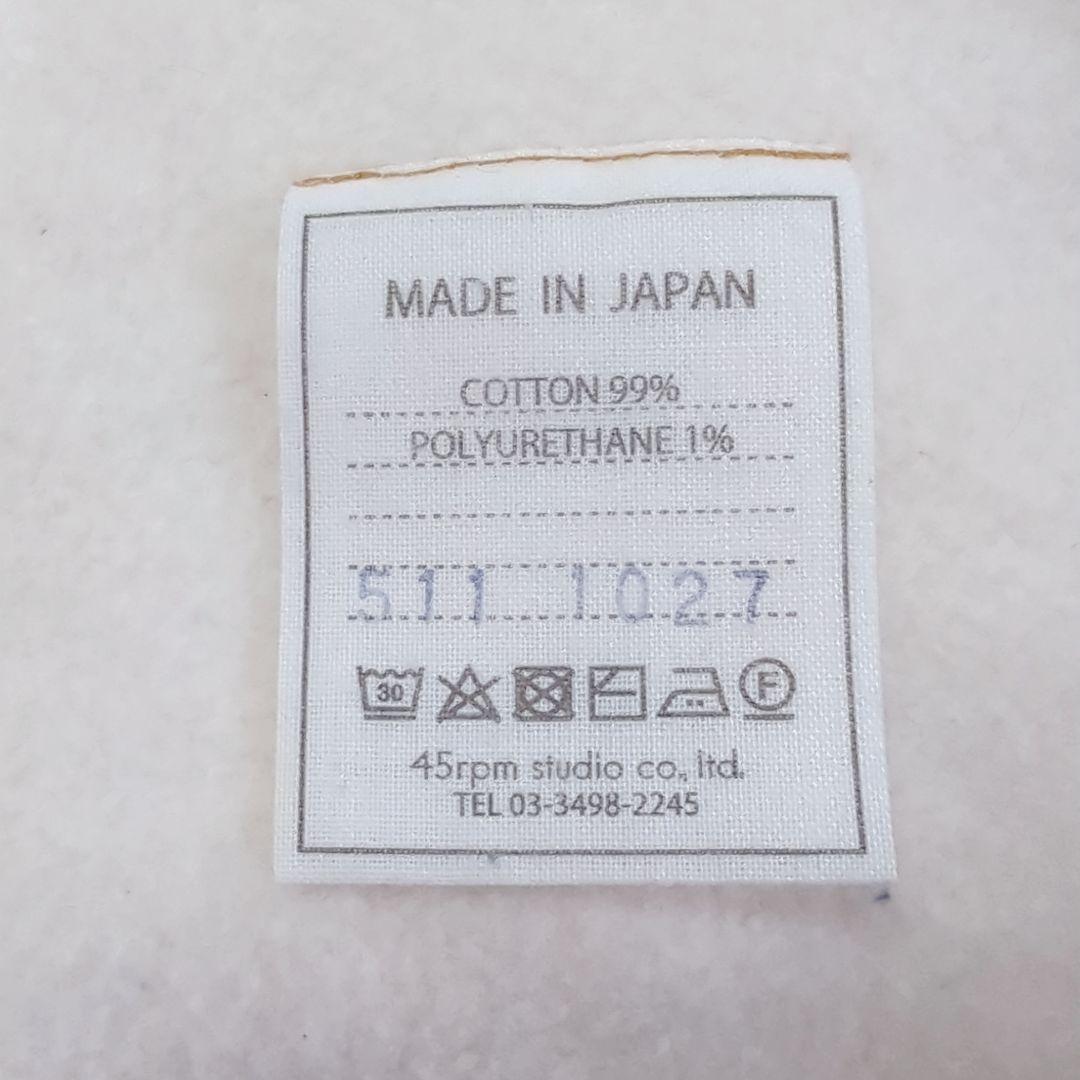 MADE IN JAPAN
COTTON 99%
POLYURETHANE 1%
511 1027
30 F
45rpm studio co., ltd.
TEL 03-3498-2245